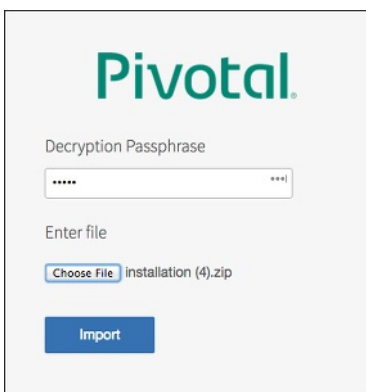 Pivotal.
Decryption Passphrase
•••••
Enter file
Choose File installation (4).zip
Import